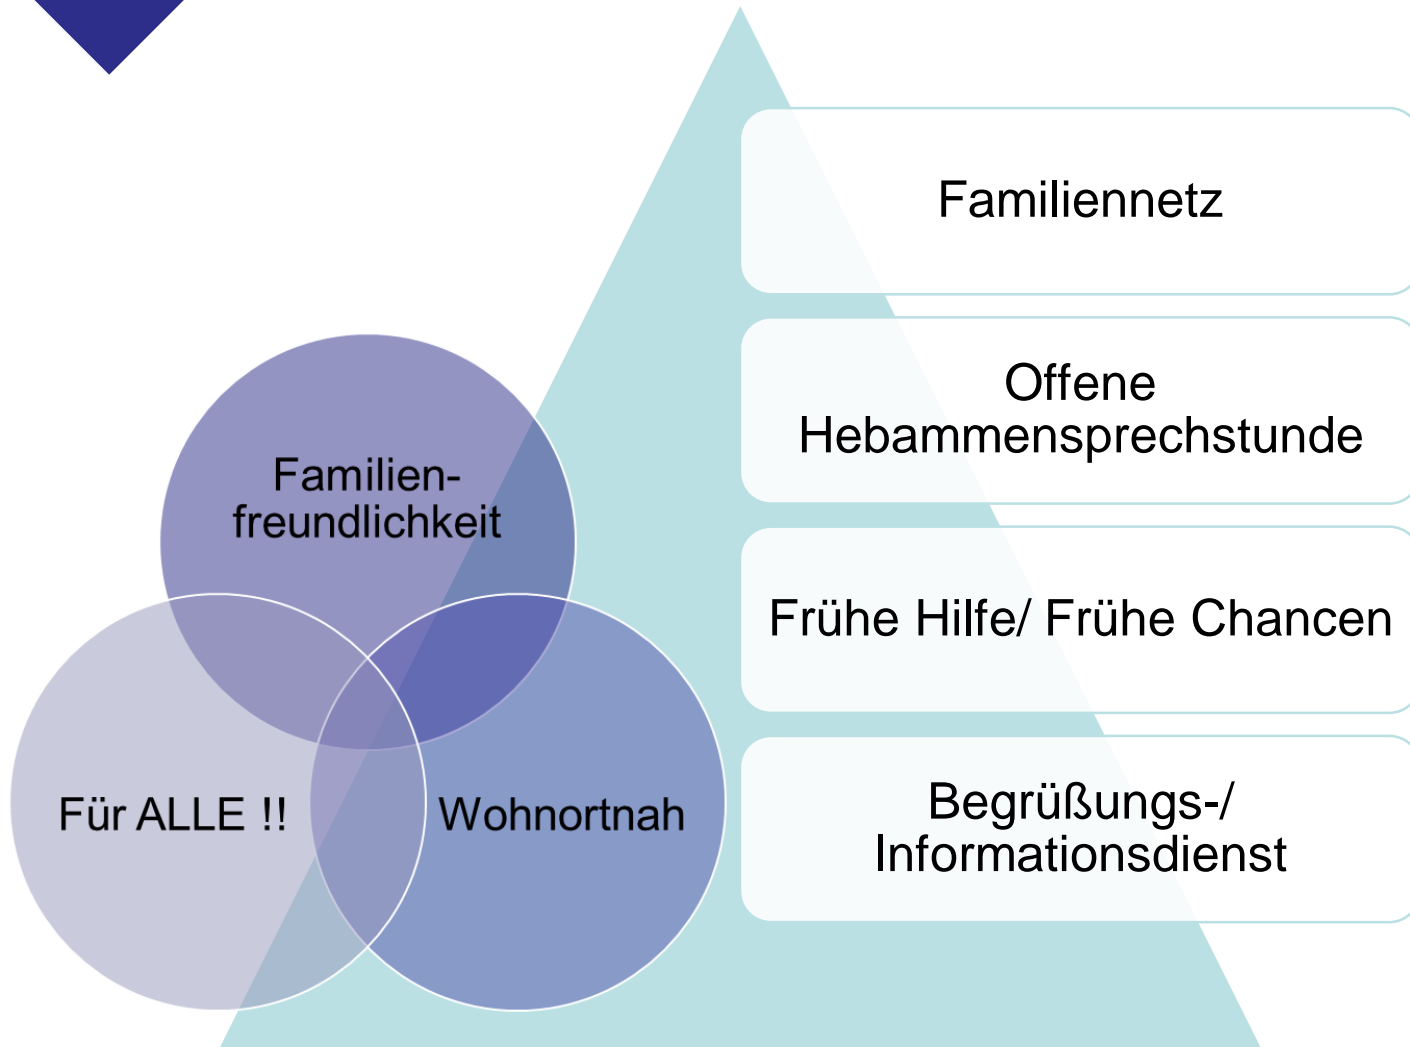 Familiennetz
Offene
Hebammensprechstunde
Frühe Hilfe/ Frühe Chancen
Begrüßungs-/
Informationsdienst
Familien-
freundlichkeit
Für ALLE !!
Wohnortnah